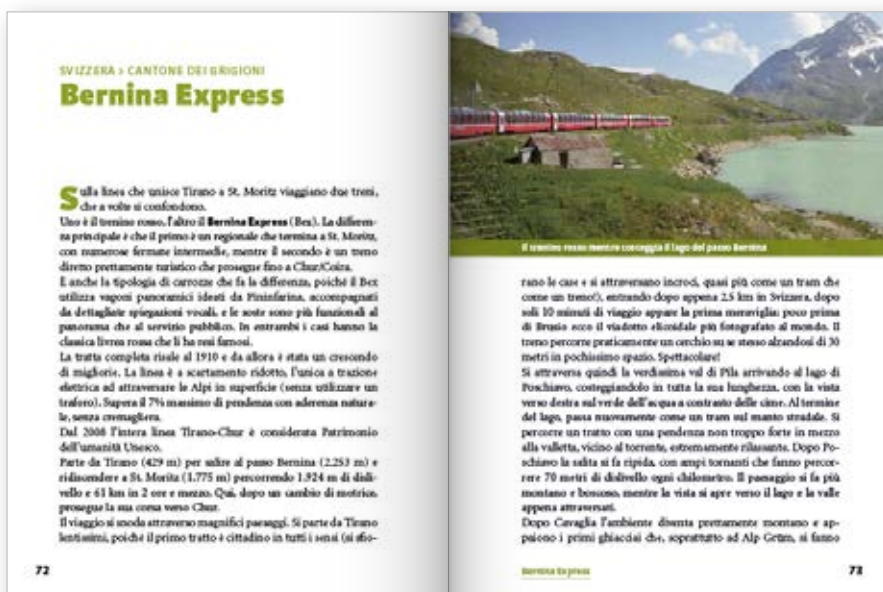 SVIZZERA > CANTONE DEI GRIGIONI
Bernina Express
Sulla linea che unisce Tirano a St. Moritz viaggiano due treni,
che a volte si confondono.
Uno è il trenino rosso, l'altro il Bernina Express (Bex). La differen-
za principale è che il primo è un regionale che termina a St. Moritz,
con numerose fermate intermedie, mentre il secondo è un treno
diretto prettamente turistico che prosegue fino a Chur/Coira.
È anche la tipologia di carrozze che fa la differenza, poiché il Bex
utilizza vagoni panoramici ideati da Pininfarina, accompagnati
da dettagliate spiegazioni vocali, e le soste sono più funzionali al
panorama che al servizio pubblico. In entrambi i casi hanno la
classica livrea rossa che li ha resi famosi.
La tratta completa risale al 1910 e da allora è stata un crescendo
di migliorie. La linea è a scartamento ridotto, l'unica a trazione
elettrica ad attraversare le Alpi in superficie (senza utilizzare un
traforo). Supera il 7% massimo di pendenza con aderenza natura-
le, senza cremagliera.
Dal 2008 l'intera linea Tirano-Chur è considerata Patrimonio
dell'umanità Unesco.
Parte da Tirano (429 m) per salire al passo Bernina (2.253 m) e
ridiscendere a St. Moritz (1.775 m) percorrendo 1.824 m di disli-
vello e 61 km in 2 ore e mezzo. Qui, dopo un cambio di motrice,
prosegue la sua corsa verso Chur.
Il viaggio si snoda attraverso magnifici paesaggi. Si parte da Tirano
lentissimi, poiché il primo tratto è cittadino in tutti i sensi (si sfio-
72
Il trenino rosso mentre costeggia il lago del passo Bernina
rano le case e si attraversano incroci, quasi più come un tram che
come un treno!), entrando dopo appena 2,5 km in Svizzera, dopo
soli 10 minuti di viaggio appare la prima meraviglia: poco prima
di Brusio ecco il viadotto elicoidale più fotografato al mondo. Il
treno percorre praticamente un cerchio su se stesso alzandosi di 30
metri in pochissimo spazio. Spettacolare!
Si attraversa quindi la verdissima val di Pila arrivando al lago di
Poschiavo, costeggiandolo in tutta la sua lunghezza, con la vista
verso destra sul verde dell'acqua a contrasto delle cime. Al termine
del lago, passa nuovamente come un tram sul manto stradale. Si
percorre un tratto con una pendenza non troppo forte in mezzo
alla valletta, vicino al torrente, estremamente rilassante. Dopo Po-
schiavo la salita si fa ripida, con ampi tornanti che fanno percor-
rere 70 metri di dislivello ogni chilometro. Il paesaggio si fa più
montano e boscoso, mentre la vista si apre verso il lago e la valle
appena attraversati.
Dopo Cavaglia l'ambiente diventa prettamente montano e ap-
paiono i primi ghiacciai che, soprattutto ad Alp Grüm, si fanno
Bernina Express
73